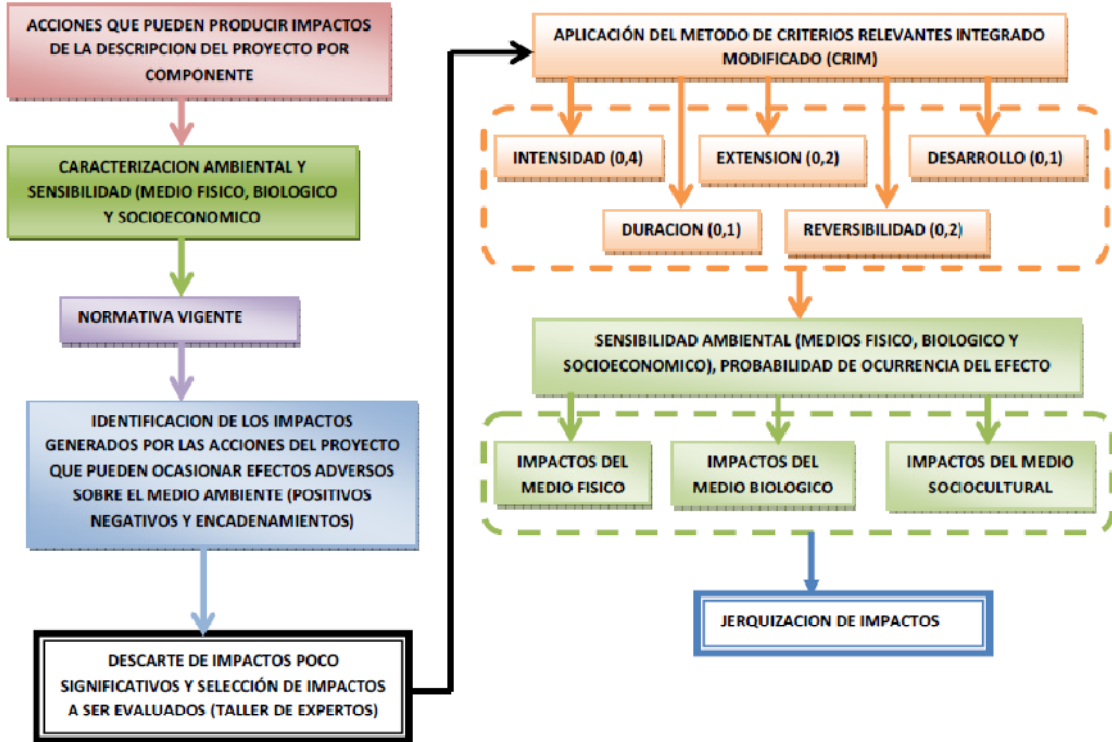 ACCIONES QUE PUEDEN PRODUCIR IMPACTOS
DE LA DESCRIPCION DEL PROYECTO POR
COMPONENTE
CARACTERIZACION AMBIENTAL Y
SENSIBILIDAD (MEDIO FISICO, BIOLOGICO
Y SOCIOECONOMICO
NORMATIVA VIGENTE
IDENTIFICACION DE LOS IMPACTOS
GENERADOS POR LAS ACCIONES DEL PROYECTO
QUE PUEDEN OCASIONAR EFECTOS ADVERSOS
SOBRE EL MEDIO AMBIENTE (POSITIVOS
NEGATIVOS Y ENCADENAMIENTOS)
DESCARTE DE IMPACTOS POCO
SIGNIFICATIVOS Y SELECCIÓN DE IMPACTOS
A SER EVALUADOS (TALLER DE EXPERTOS)
APLICACIÓN DEL METODO DE CRITERIOS RELEVANTES INTEGRADO
MODIFICADO (CRIM)
INTENSIDAD (0,4)
EXTENSION (0,2)
DESARROLLO (0,1)
DURACION (0,1)
REVERSIBILIDAD (0,2)
SENSIBILIDAD AMBIENTAL (MEDIOS FISICO, BIOLOGICO Y
SOCIOECONOMICO), PROBABILIDAD DE OCURRENCIA DEL EFECTO
IMPACTOS DEL
MEDIO FISICO
IMPACTOS DEL
MEDIO BIOLOGICO
IMPACTOS DEL MEDIO
SOCIOCULTURAL
JERQUIZACION DE IMPACTOS